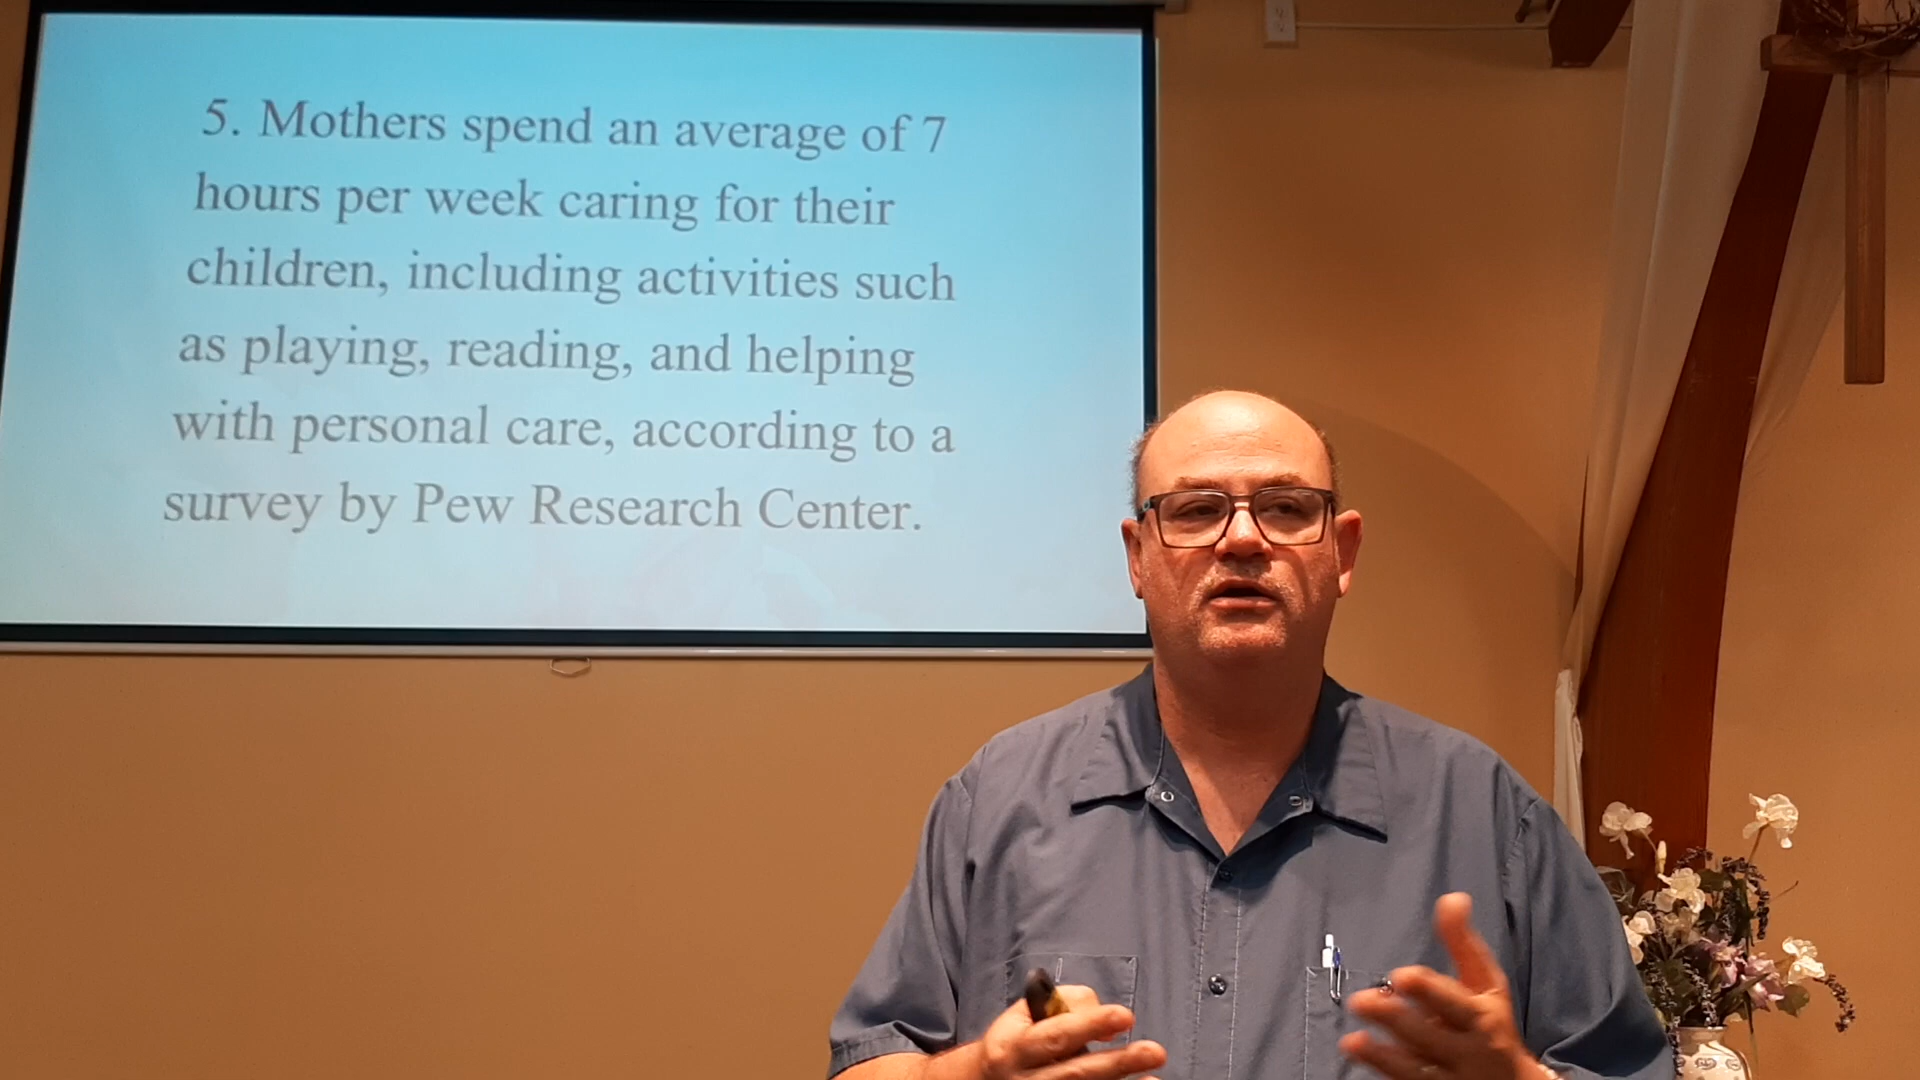 5. Mothers spend an average of 7
hours per week caring for their
children, including activities such
as playing, reading, and helping
with personal care, according to a
survey by Pew Research Center.